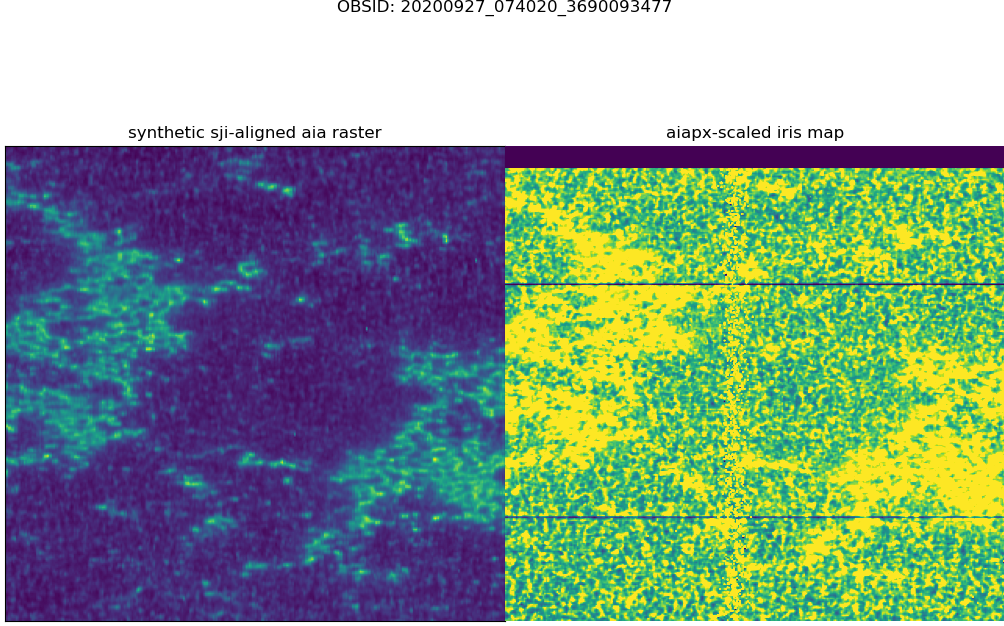 OBSID: 20200927_074020_3690093477
synthetic sji-aligned aia raster
aiapx-scaled iris map